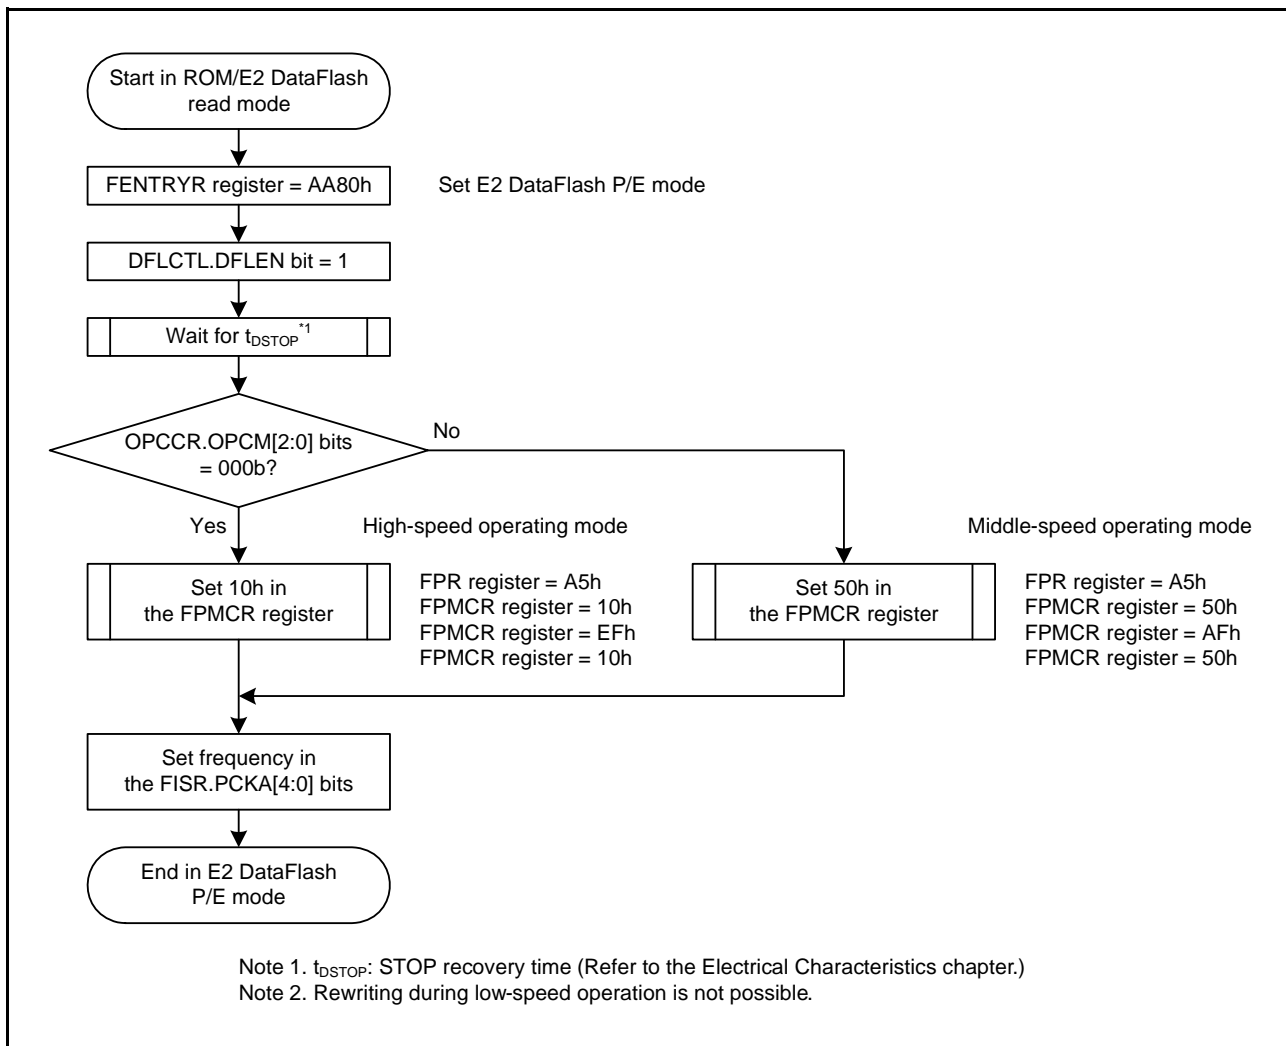 Start in ROM/E2 DataFlash
read mode
FENTRYR register = AA80h
Set E2 DataFlash P/E mode
DFLCTL.DFLEN bit = 1
Wait for tDSTOP*1
OPCCR.OPCM[2:0] bits
= 000b?
No
Yes
High-speed operating mode
Middle-speed operating mode
Set 10h in
the FPMCR register
FPR register = A5h
FPMCR register = 10h
FPMCR register = EFh
FPMCR register = 10h
Set 50h in
the FPMCR register
FPR register = A5h
FPMCR register = 50h
FPMCR register = AFh
FPMCR register = 50h
Set frequency in
the FISR.PCKA[4:0] bits
End in E2 DataFlash
P/E mode
Note 1. tDSTOP: STOP recovery time (Refer to the Electrical Characteristics chapter.)
Note 2. Rewriting during low-speed operation is not possible.